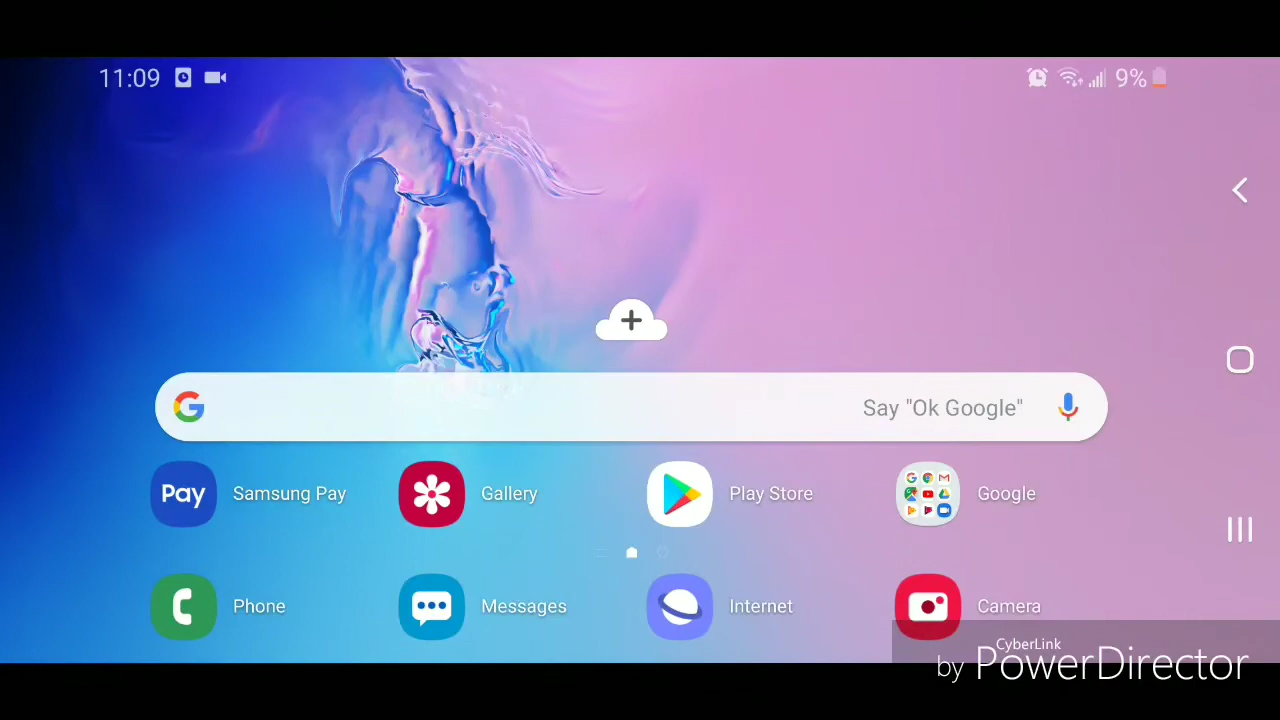 11:09 9%
Say "Ok Google"
Pay Samsung Pay Gallery Play Store Google
Phone Messages Internet Camera
CyberLink
by PowerDirector